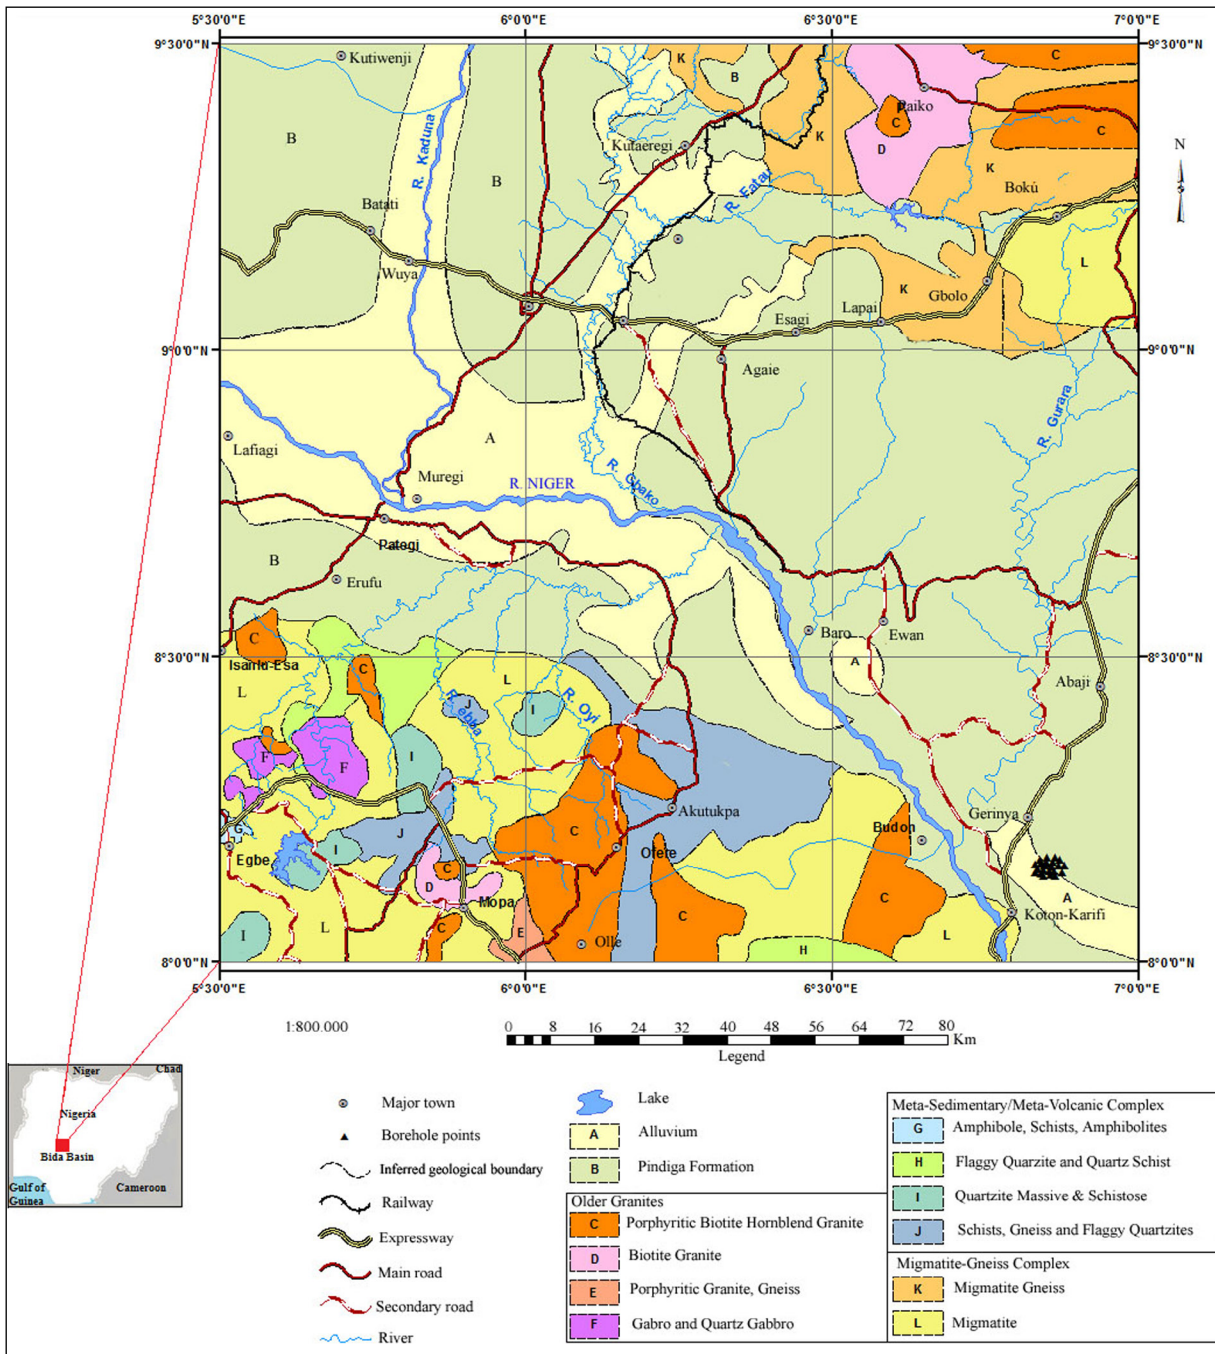 5°30'0"E 6°0'0"E 6°30'0"E 7°0'0"E
9°30'0"N 9°30'0"N
Kutiwenji
K
B
C
Paiko
C
C
R. Kaduna
B
K
D
N
Kutaeregi
K
B
Bokū
Batati
R. Eatau
Wuya
K
Gbolo
L
Lapai
Esagi
9°0'0"N 9°0'0"N
Agaie
R. Gurara
Lafiagi
A
Muregi
R. NIGER
R. Gbako
Patogi
B
Erufu
Baro
Ewan
C
8°30'0"N 8°30'0"N
Isanlu-Esa
A
L
C
L
Abaji
R. ebba
J
I
R. Oyi
F
F
I
Akutukpa
Gerinya
G
J
C
Budon
Egbe
I
Ofere
C
D
Mopa
C
A
L
C
C
Koton-Karifi
I
E
Olle
L
H
8°0'0"N 8°0'0"N
5°30'0"E 6°0'0"E 6°30'0"E 7°0'0"E
1:800.000
0 8 16 24 32 40 48 56 64 72 80
Km
Legend
Niger
Chad
Nigeria
Bida Basin
Gulf of
Guinea
Cameroon
Major town
Borehole points
Inferred geological boundary
Railway
Expressway
Main road
Secondary road
River
Lake
A Alluvium
B Pindiga Formation
Older Granites
C Porphyritic Biotite Hornblend Granite
D Biotite Granite
E Porphyritic Granite, Gneiss
F Gabro and Quartz Gabbro
Meta-Sedimentary/Meta-Volcanic Complex
G Amphibole, Schists, Amphibolites
H Flaggy Quarzite and Quartz Schist
I Quartzite Massive & Schistose
J Schists, Gneiss and Flaggy Quartzites
Migmatite-Gneiss Complex
K Migmatite Gneiss
L Migmatite